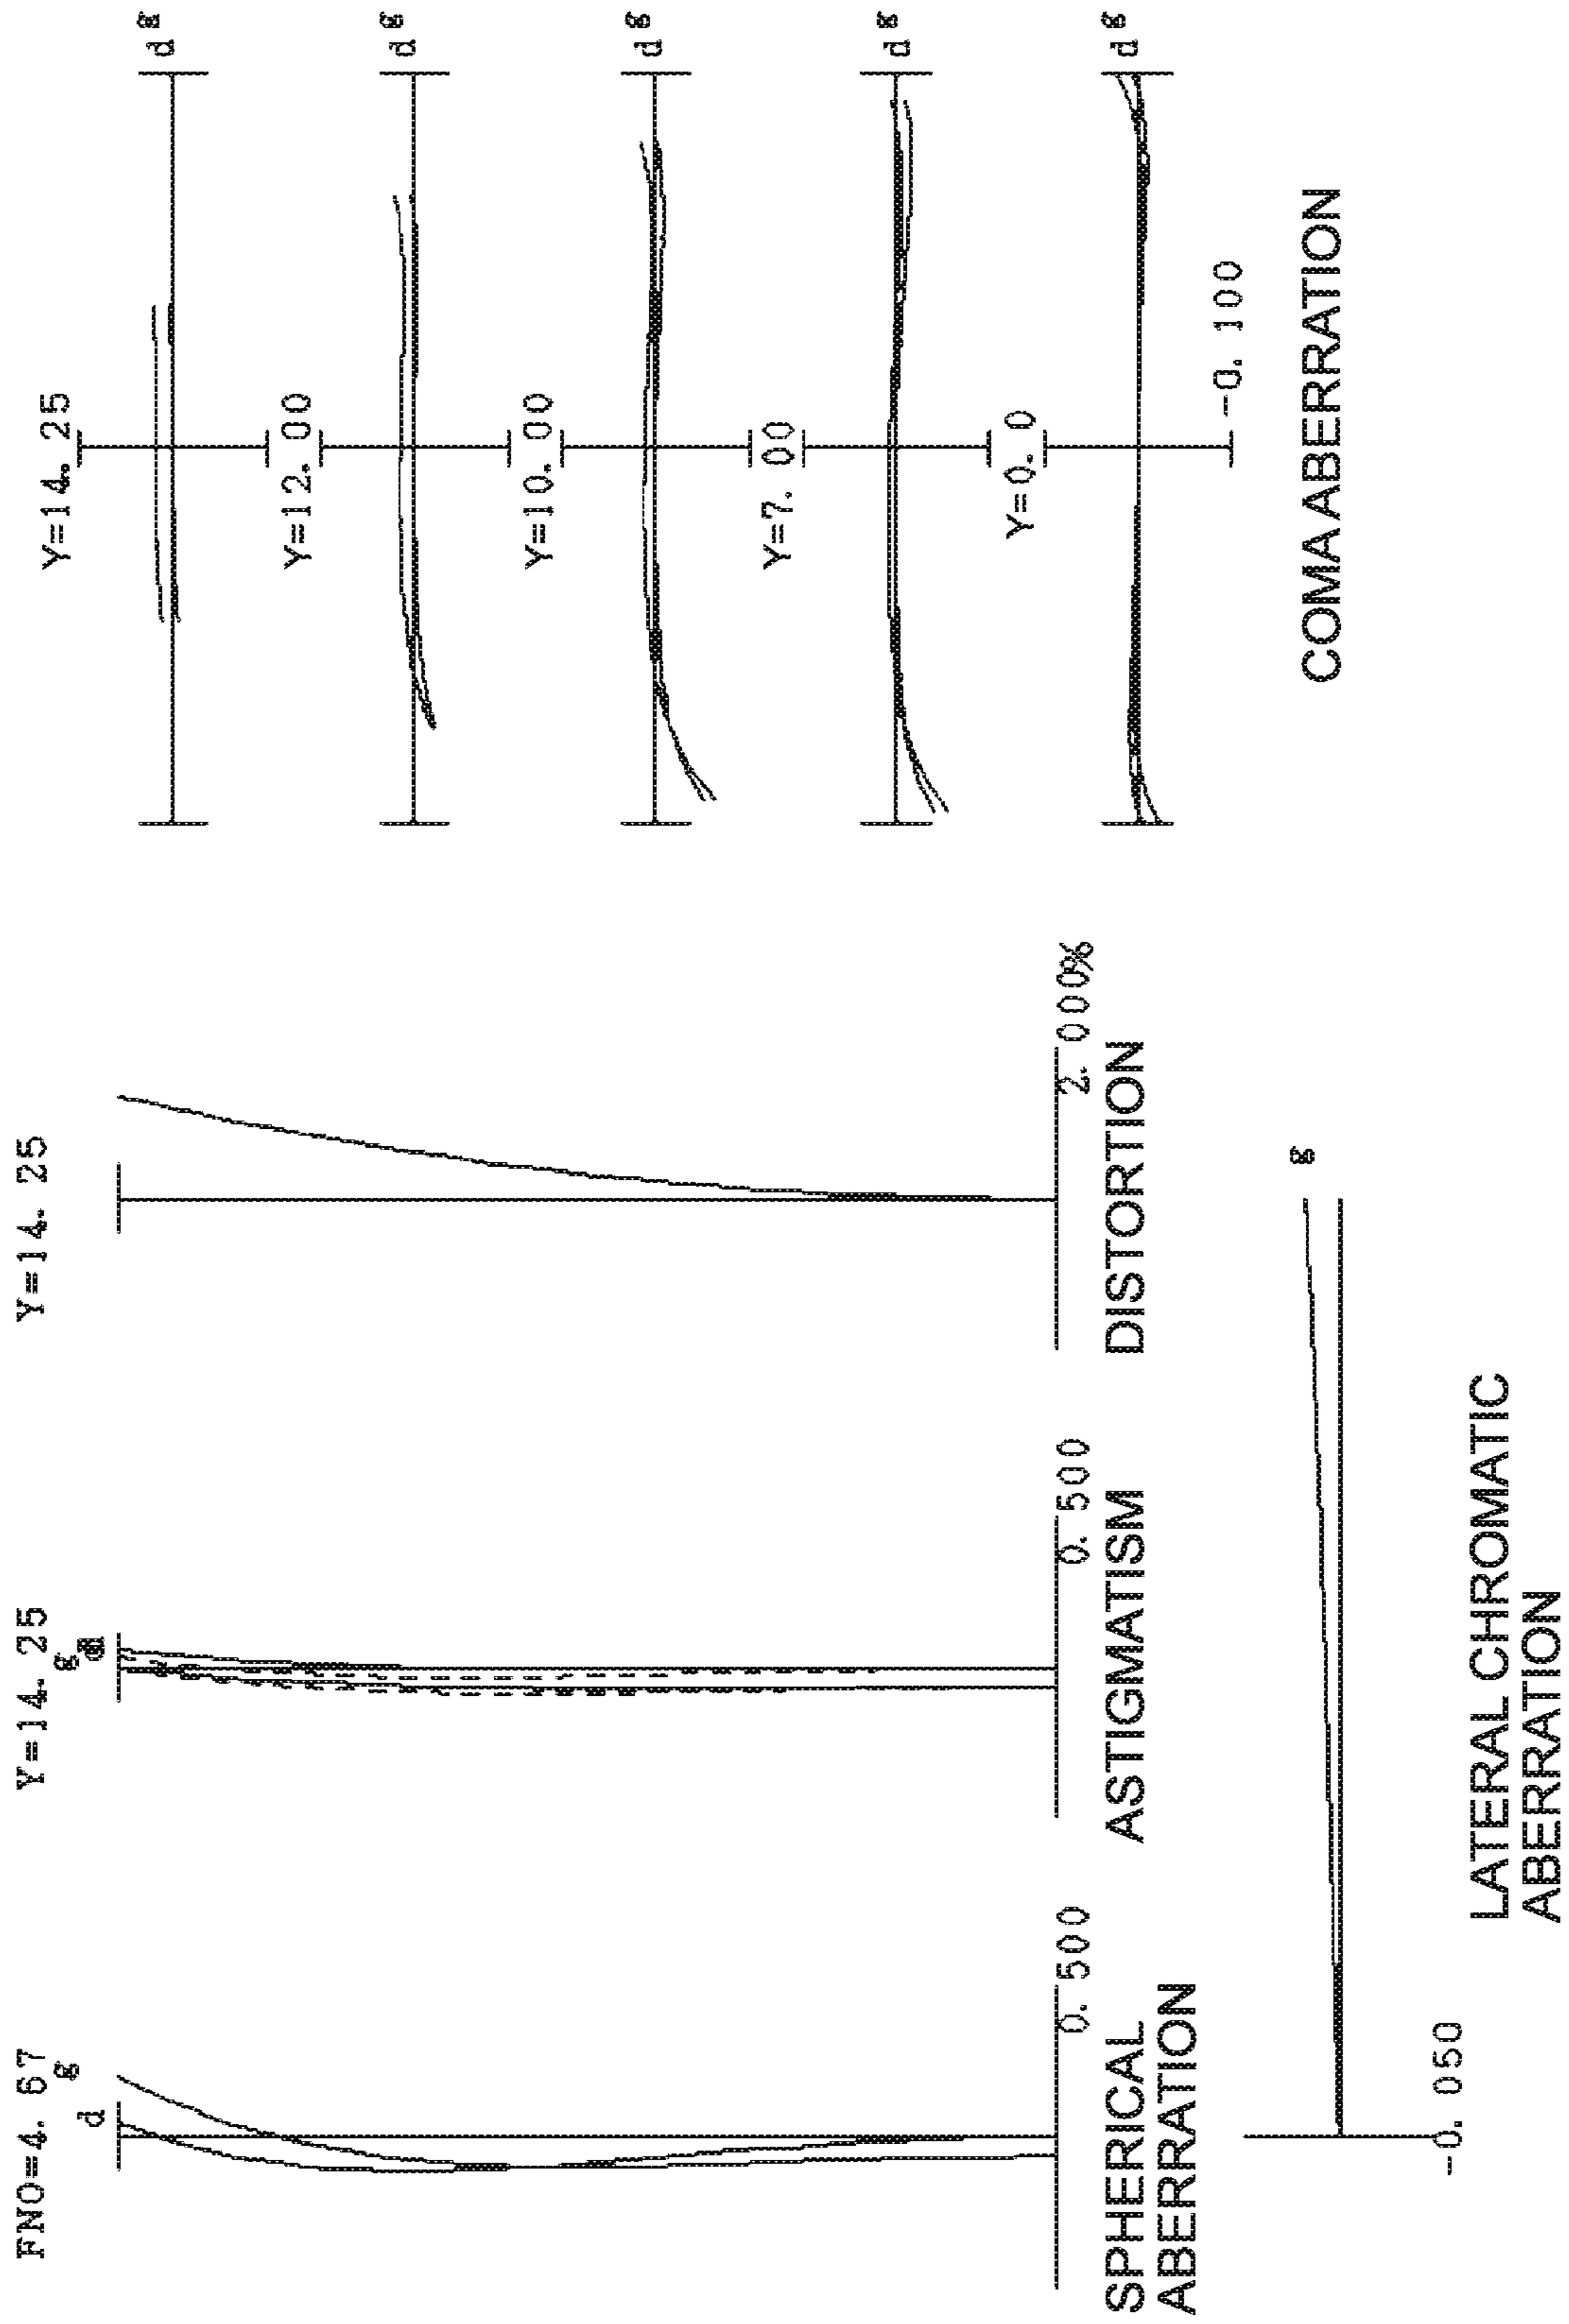 FNO=4.67
g
d
0.500
SPHERICAL
ABERRATION
Y=14.25
g
0.500
ASTIGMATISM
Y=14.25
2.000%
DISTORTION
-0.050
g
LATERAL CHROMATIC
ABERRATION
Y=14.25
d g
Y=12.00
d g
Y=10.00
d g
Y=7.00
d g
Y=0.0
d g
-0.100
COMA ABERRATION